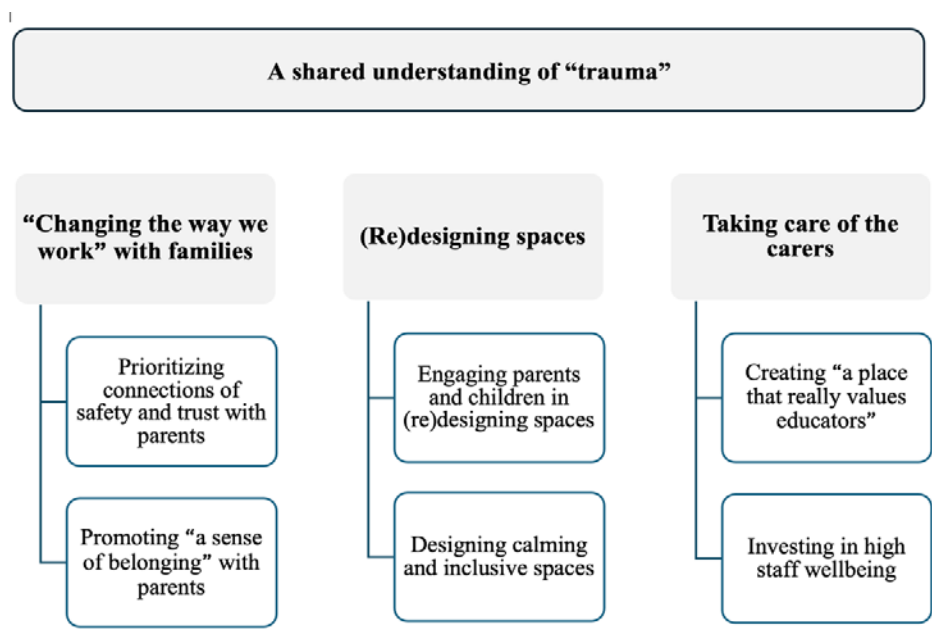 A shared understanding of “trauma”
“Changing the way we
work” with families
Prioritizing
connections of
safety and trust with
parents
Promoting “a sense
of belonging” with
parents
(Re)designing spaces
Engaging parents
and children in
(re)designing spaces
Designing calming
and inclusive spaces
Taking care of the
carers
Creating “a place
that really values
educators”
Investing in high
staff wellbeing